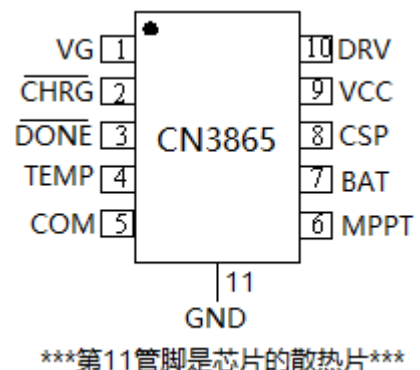 VG 1 10 DRV
CHRG 2 9 VCC
DONE 3 CN3865 8 CSP
TEMP 4 7 BAT
COM 5 6 MPPT
11
GND
***第11管脚是芯片的散热片***